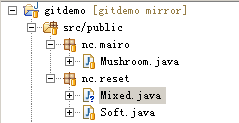 gitdemo [gitdemo mirror]
src/public
nc.mairo
Mushroom.java
nc.reset
Mixed.java
Soft.java